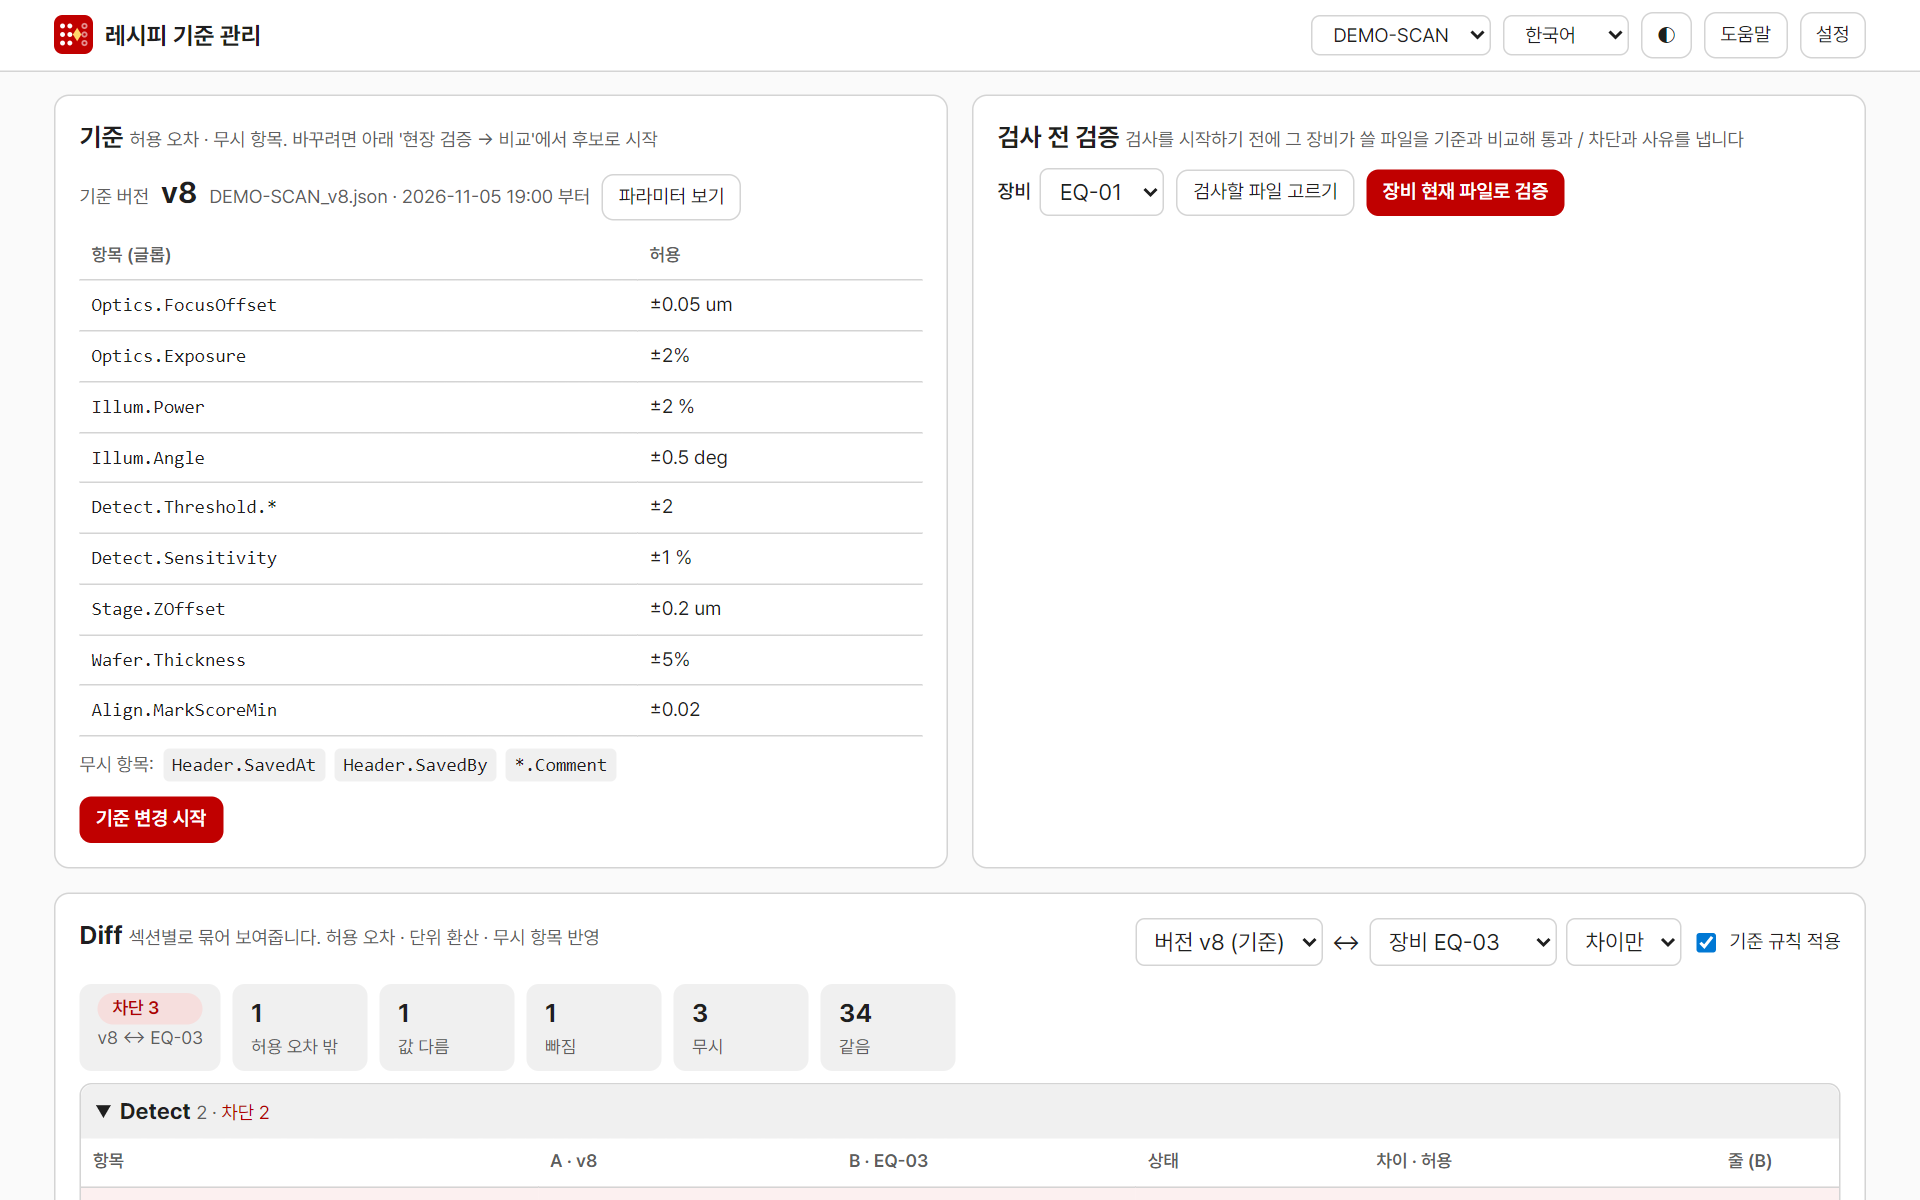 레시피 기준 관리
DEMO-SCAN
한국어
도움말
설정
기준 허용 오차 · 무시 항목. 바꾸려면 아래 '현장 검증 → 비교'에서 후보로 시작
기준 버전 v8 DEMO-SCAN_v8.json · 2026-11-05 19:00 부터 파라미터 보기
항목 (글롭) 허용
Optics.FocusOffset ±0.05 um
Optics.Exposure ±2%
Illum.Power ±2 %
Illum.Angle ±0.5 deg
Detect.Threshold.* ±2
Detect.Sensitivity ±1 %
Stage.ZOffset ±0.2 um
Wafer.Thickness ±5%
Align.MarkScoreMin ±0.02
무시 항목: Header.SavedAt Header.SavedBy *.Comment
기준 변경 시작
검사 전 검증 검사를 시작하기 전에 그 장비가 쓸 파일을 기준과 비교해 통과 / 차단과 사유를 냅니다
장비 EQ-01 검사할 파일 고르기 장비 현재 파일로 검증
Diff 섹션별로 묶어 보여줍니다. 허용 오차 · 단위 환산 · 무시 항목 반영
버전 v8 (기준) ↔ 장비 EQ-03 차이만 기준 규칙 적용
차단 3
v8 ↔ EQ-03
1
허용 오차 밖
1
값 다름
1
빠짐
3
무시
34
같음
▼ Detect 2 · 차단 2
항목 A · v8 B · EQ-03 상태 차이 · 허용 줄 (B)